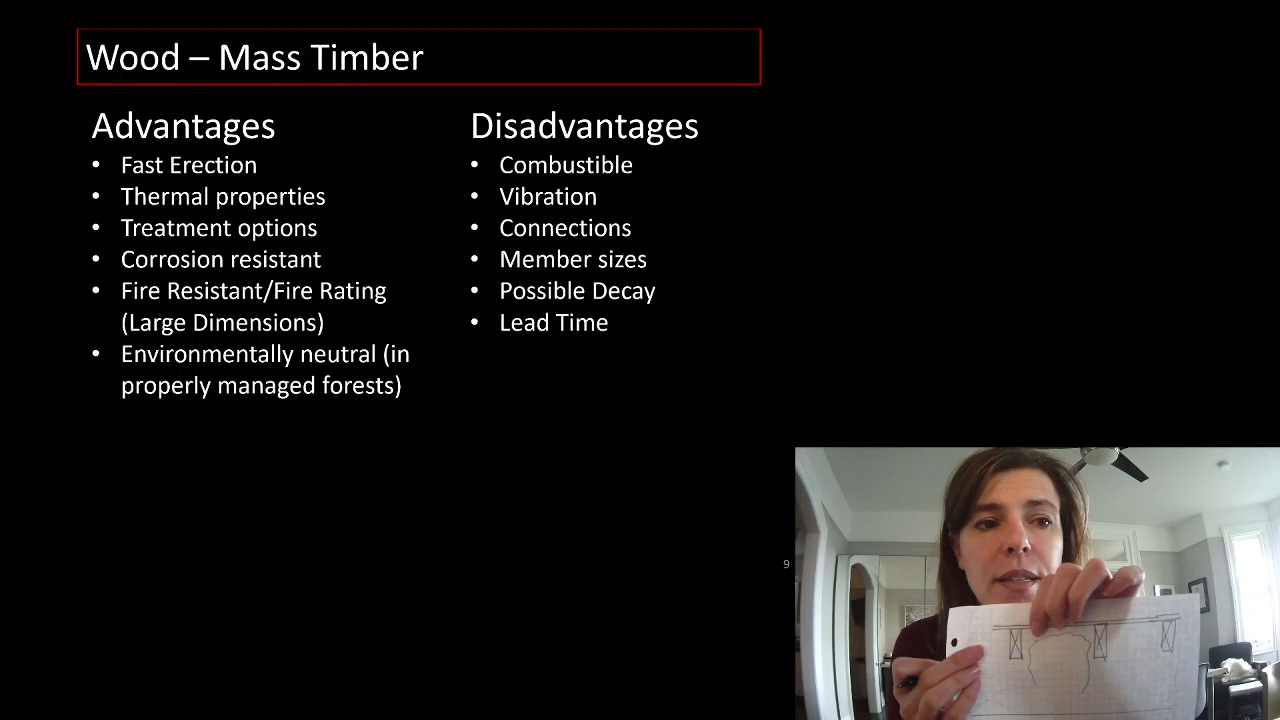 Wood – Mass Timber
Advantages
• Fast Erection
• Thermal properties
• Treatment options
• Corrosion resistant
• Fire Resistant/Fire Rating
(Large Dimensions)
• Environmentally neutral (in
properly managed forests)
Disadvantages
• Combustible
• Vibration
• Connections
• Member sizes
• Possible Decay
• Lead Time
9